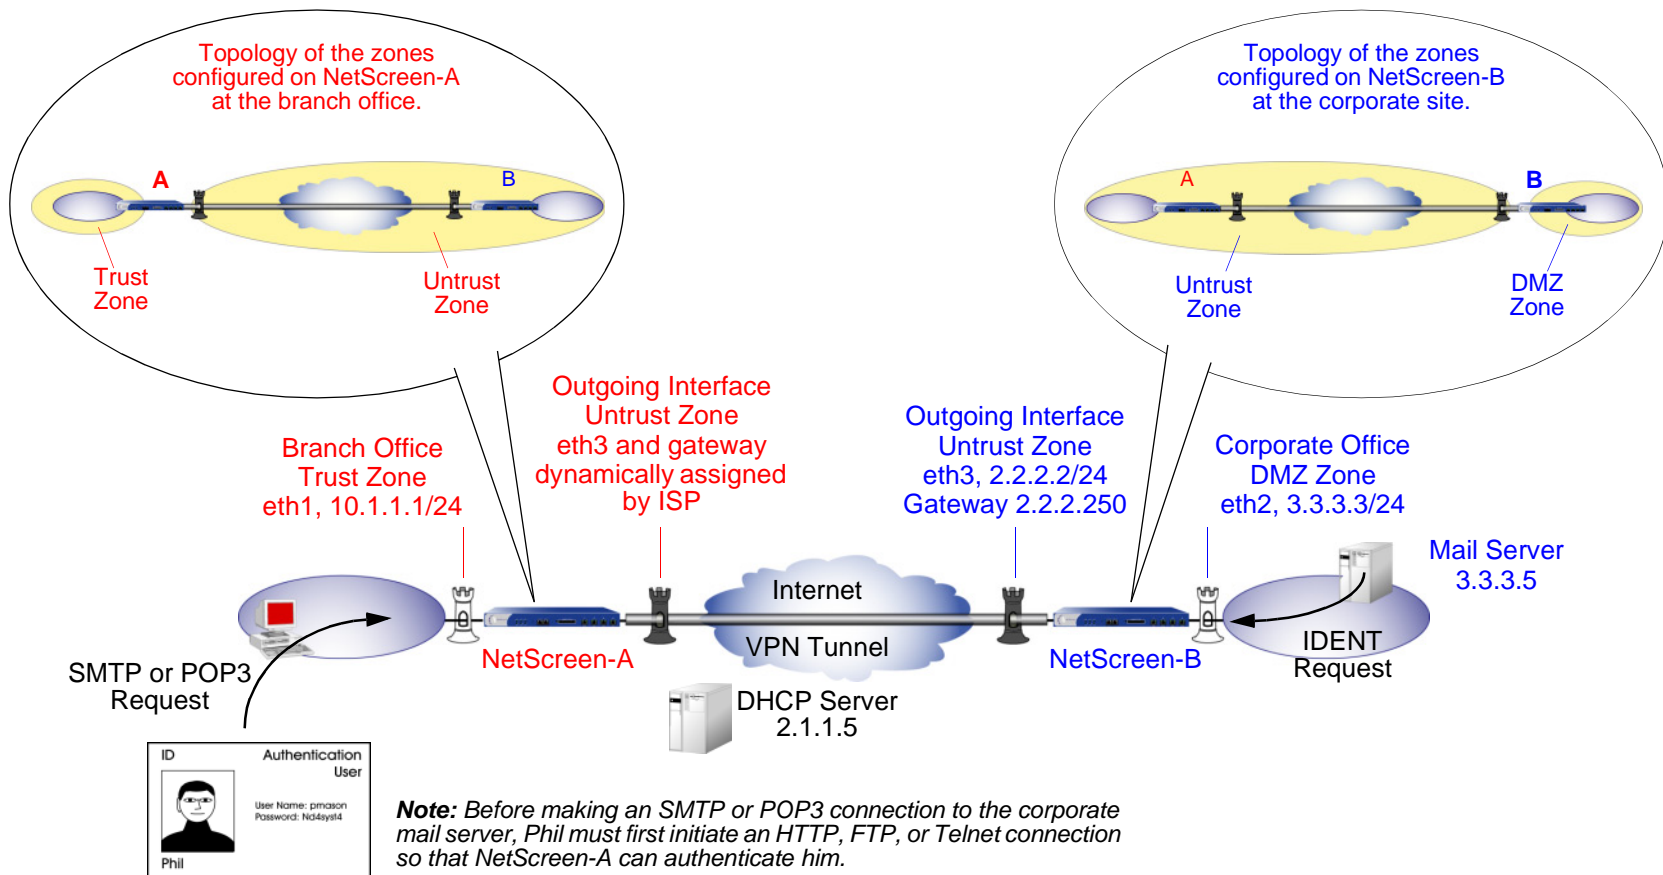 Topology of the zones
configured on NetScreen-A
at the branch office.
A
B
Trust
Zone
Untrust
Zone
Topology of the zones
configured on NetScreen-B
at the corporate site.
A
B
Untrust
Zone
DMZ
Zone
Branch Office
Trust Zone
eth1, 10.1.1.1/24
Outgoing Interface
Untrust Zone
eth3 and gateway
dynamically assigned
by ISP
Outgoing Interface
Untrust Zone
eth3, 2.2.2.2/24
Gateway 2.2.2.250
Corporate Office
DMZ Zone
eth2, 3.3.3.3/24
Mail Server
3.3.3.5
Internet
VPN Tunnel
NetScreen-A
NetScreen-B
IDENT
Request
SMTP or POP3
Request
DHCP Server
2.1.1.5
ID
Authentication
User
User Name: pmason
Password: Nd4syst4
Phil
Note: Before making an SMTP or POP3 connection to the corporate
mail server, Phil must first initiate an HTTP, FTP, or Telnet connection
so that NetScreen-A can authenticate him.